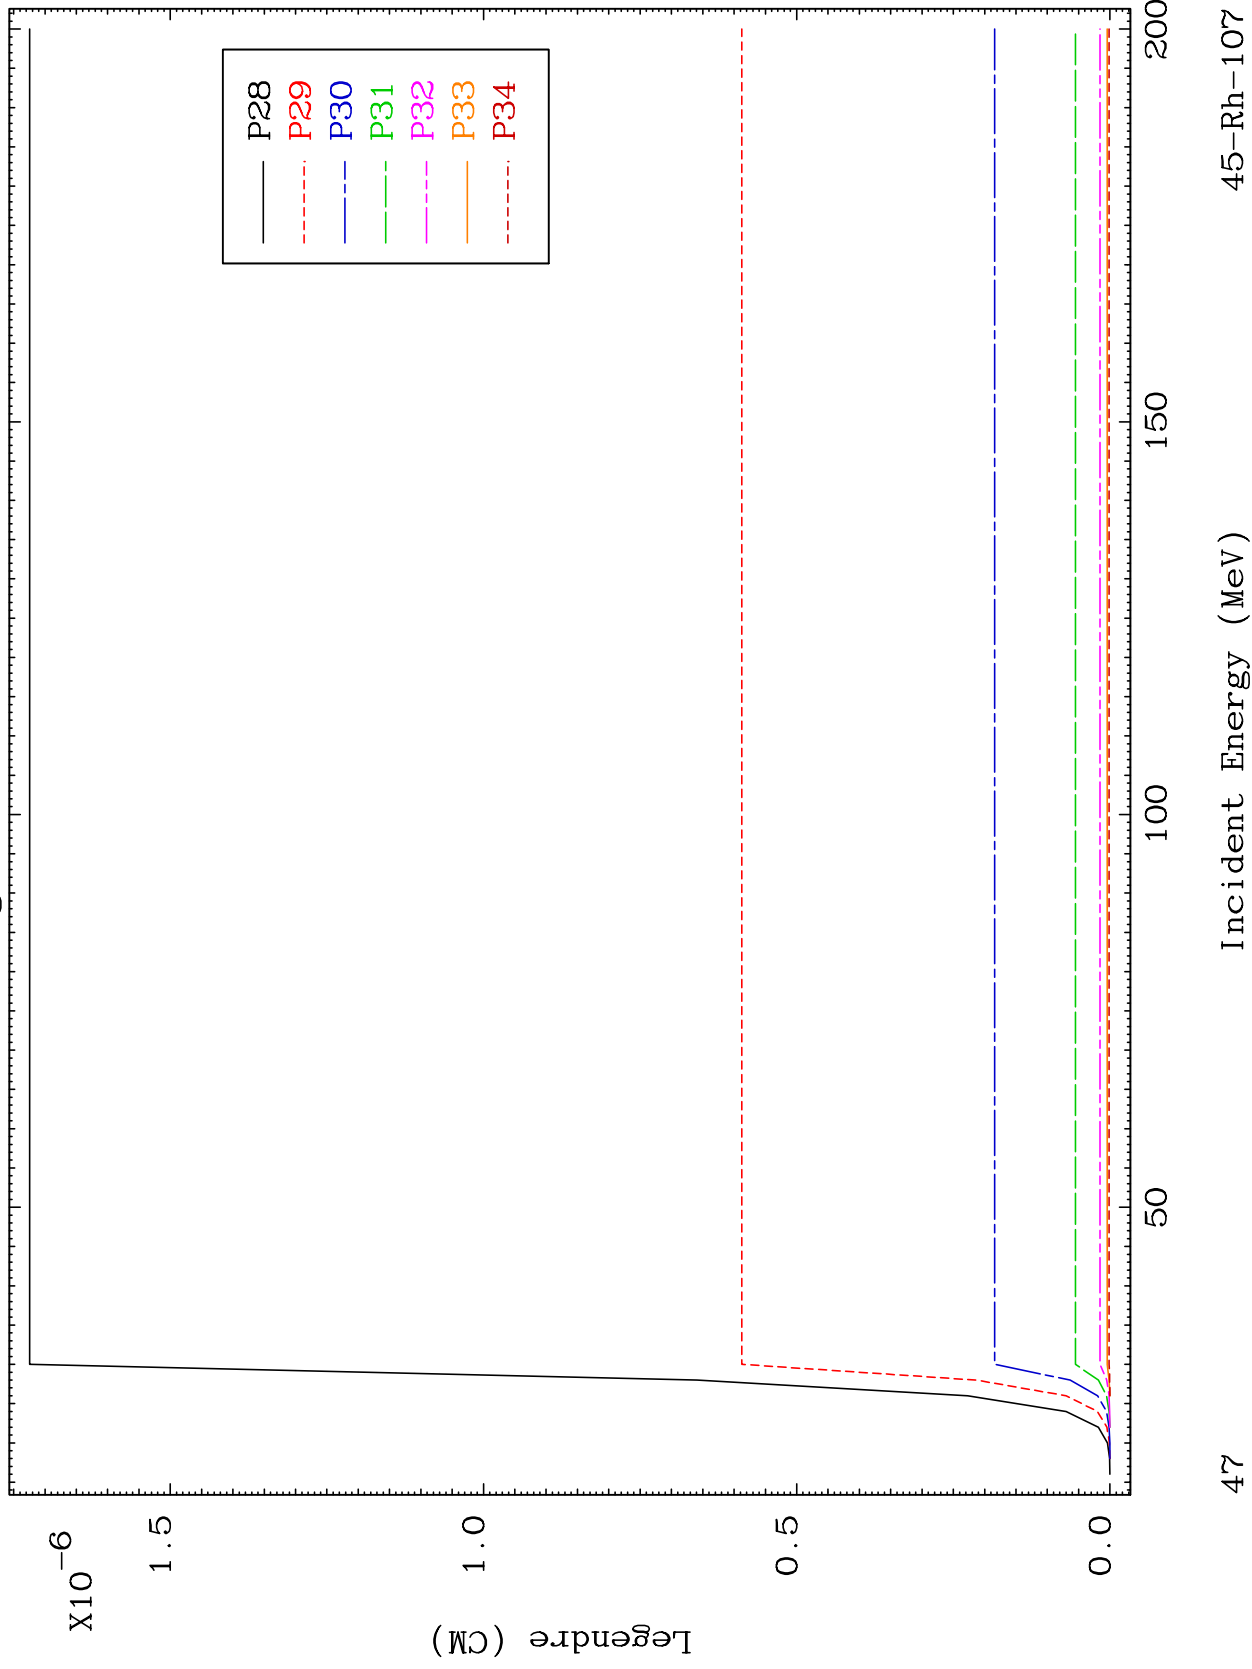 X10-6
1.5
1.0
0.5
0.0
Legendre (CM)
P28
P29
P30
P31
P32
P33
P34
50
100
150
200
Incident Energy (MeV)
47
45-Rh-107